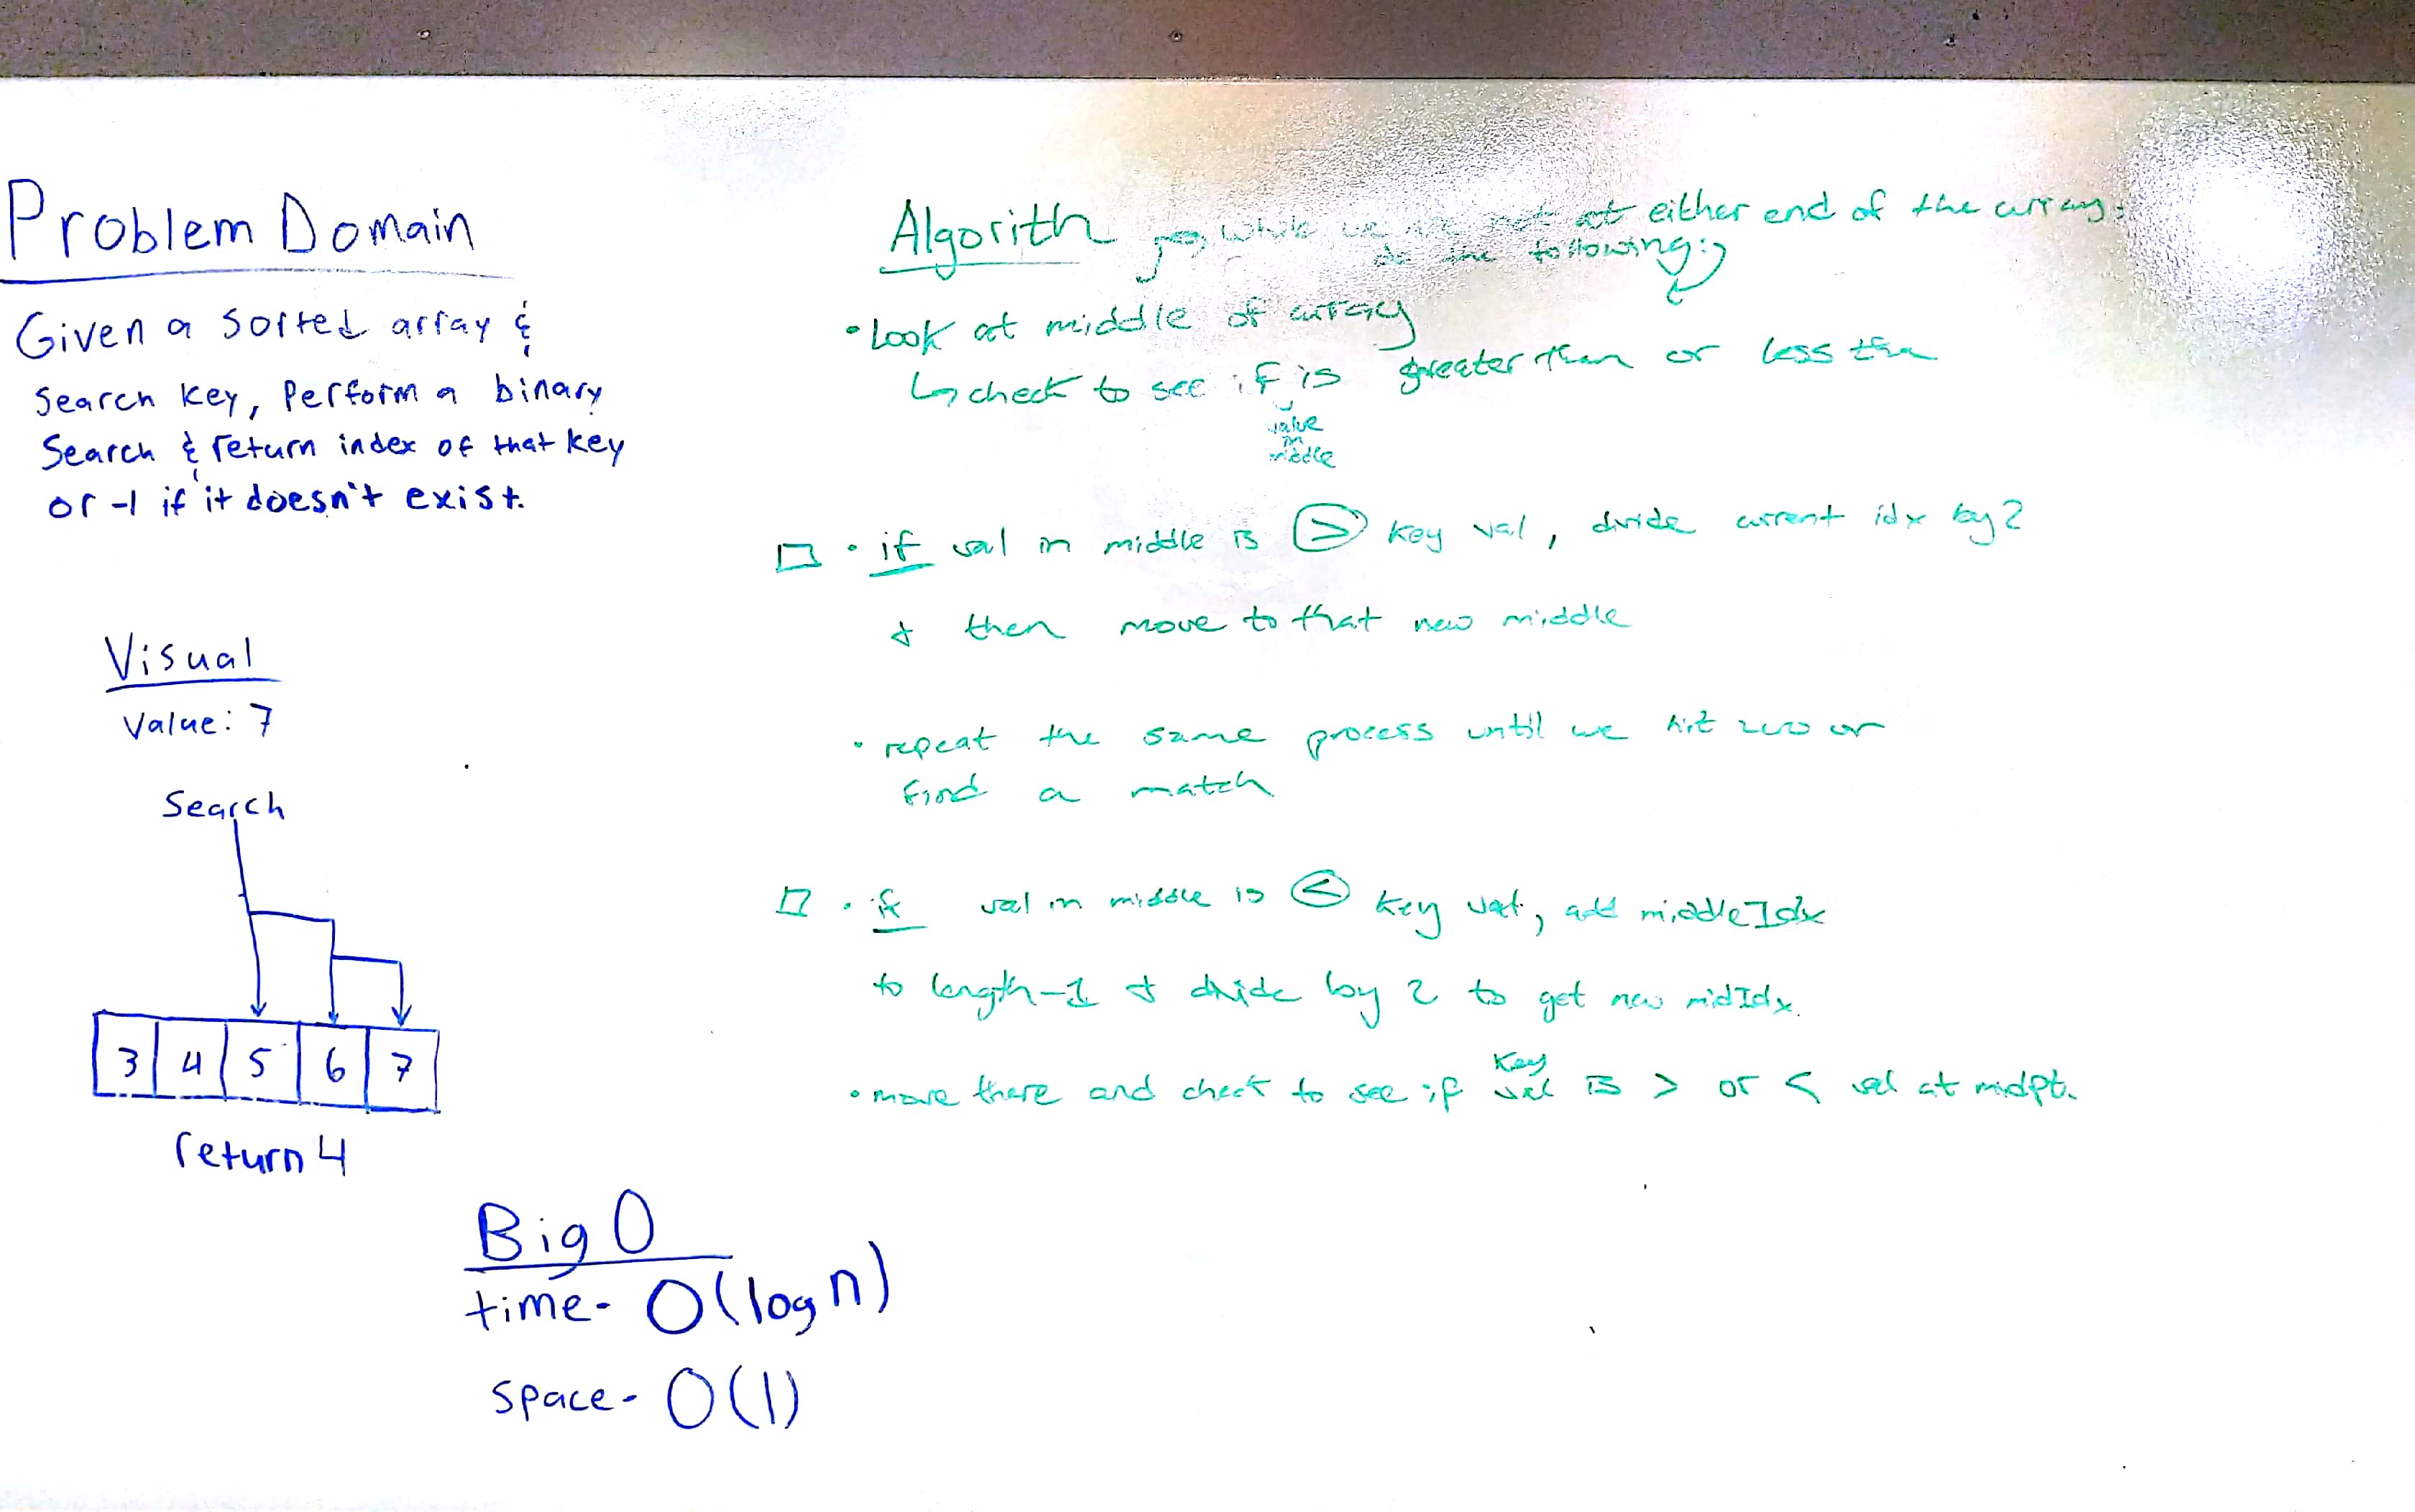 Problem Domain
Given a sorted array &
Search key, Perform a binary
Search & return index of that key
or -1 if it doesn't exist.
Visual
Value: 7
Search
3 4 5 6 7
return 4
Big O
time - O(log n)
space - O(1)
Algorith
while we are not at either end of the array,
do the following:
• Look at middle of array
check to see if is greater than or less than
value
in
middle
• if val in middle is > key val, divide current idx by 2
& then move to that new middle
• repeat the same process until we hit zero or
find a match
• if val in middle is < key val, add middleIdx
to length-1 & divide by 2 to get new midIdx.
key
• move there and check to see if val is > or < val at midpt.